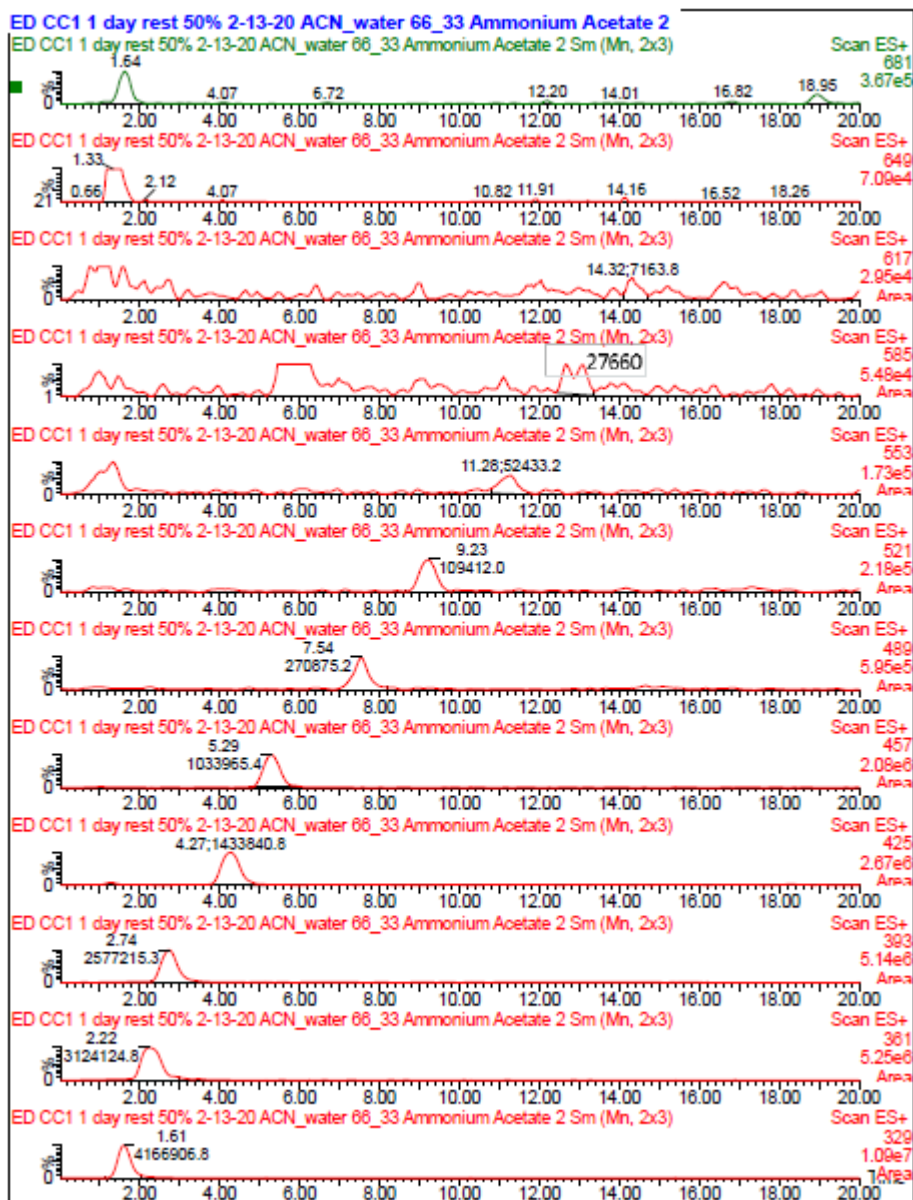 ED CC1 1 day rest 50% 2-13-20 ACN_water 66_33 Ammonium Acetate 2
ED CC1 1 day rest 50% 2-13-20 ACN_water 66_33 Ammonium Acetate 2 Sm (Mn, 2x3) Scan ES+
681
3.67e5
1.64 4.07 6.72 12.20 14.01 16.82 18.95
%
0
2.00 4.00 6.00 8.00 10.00 12.00 14.00 16.00 18.00 20.00
ED CC1 1 day rest 50% 2-13-20 ACN_water 66_33 Ammonium Acetate 2 Sm (Mn, 2x3) Scan ES+
649
7.09e4
1.33 0.66 2.12 4.07 10.82 11.91 14.16 16.52 18.26
%
21
2.00 4.00 6.00 8.00 10.00 12.00 14.00 16.00 18.00 20.00
ED CC1 1 day rest 50% 2-13-20 ACN_water 66_33 Ammonium Acetate 2 Sm (Mn, 2x3) Scan ES+
617
2.95e4
Area
14.32;7163.8
%
0
2.00 4.00 6.00 8.00 10.00 12.00 14.00 16.00 18.00 20.00
ED CC1 1 day rest 50% 2-13-20 ACN_water 66_33 Ammonium Acetate 2 Sm (Mn, 2x3) Scan ES+
585
5.48e4
Area
27660
%
1
2.00 4.00 6.00 8.00 10.00 12.00 14.00 16.00 18.00 20.00
ED CC1 1 day rest 50% 2-13-20 ACN_water 66_33 Ammonium Acetate 2 Sm (Mn, 2x3) Scan ES+
553
1.73e5
Area
11.28;52433.2
%
0
2.00 4.00 6.00 8.00 10.00 12.00 14.00 16.00 18.00 20.00
ED CC1 1 day rest 50% 2-13-20 ACN_water 66_33 Ammonium Acetate 2 Sm (Mn, 2x3) Scan ES+
521
2.18e5
Area
9.23
109412.0
%
0
2.00 4.00 6.00 8.00 10.00 12.00 14.00 16.00 18.00 20.00
ED CC1 1 day rest 50% 2-13-20 ACN_water 66_33 Ammonium Acetate 2 Sm (Mn, 2x3) Scan ES+
489
5.95e5
Area
7.54
270875.2
%
0
2.00 4.00 6.00 8.00 10.00 12.00 14.00 16.00 18.00 20.00
ED CC1 1 day rest 50% 2-13-20 ACN_water 66_33 Ammonium Acetate 2 Sm (Mn, 2x3) Scan ES+
457
2.08e6
Area
5.29
1033965.4
%
0
2.00 4.00 6.00 8.00 10.00 12.00 14.00 16.00 18.00 20.00
ED CC1 1 day rest 50% 2-13-20 ACN_water 66_33 Ammonium Acetate 2 Sm (Mn, 2x3) Scan ES+
425
2.67e6
Area
4.27;1433840.8
%
0
2.00 4.00 6.00 8.00 10.00 12.00 14.00 16.00 18.00 20.00
ED CC1 1 day rest 50% 2-13-20 ACN_water 66_33 Ammonium Acetate 2 Sm (Mn, 2x3) Scan ES+
393
5.14e6
Area
2.74
2577215.3
%
0
2.00 4.00 6.00 8.00 10.00 12.00 14.00 16.00 18.00 20.00
ED CC1 1 day rest 50% 2-13-20 ACN_water 66_33 Ammonium Acetate 2 Sm (Mn, 2x3) Scan ES+
361
5.25e6
Area
2.22
3124124.8
%
0
2.00 4.00 6.00 8.00 10.00 12.00 14.00 16.00 18.00 20.00
ED CC1 1 day rest 50% 2-13-20 ACN_water 66_33 Ammonium Acetate 2 Sm (Mn, 2x3) Scan ES+
329
1.09e7
Area
1.61
4166906.8
%
0
2.00 4.00 6.00 8.00 10.00 12.00 14.00 16.00 18.00 20.00